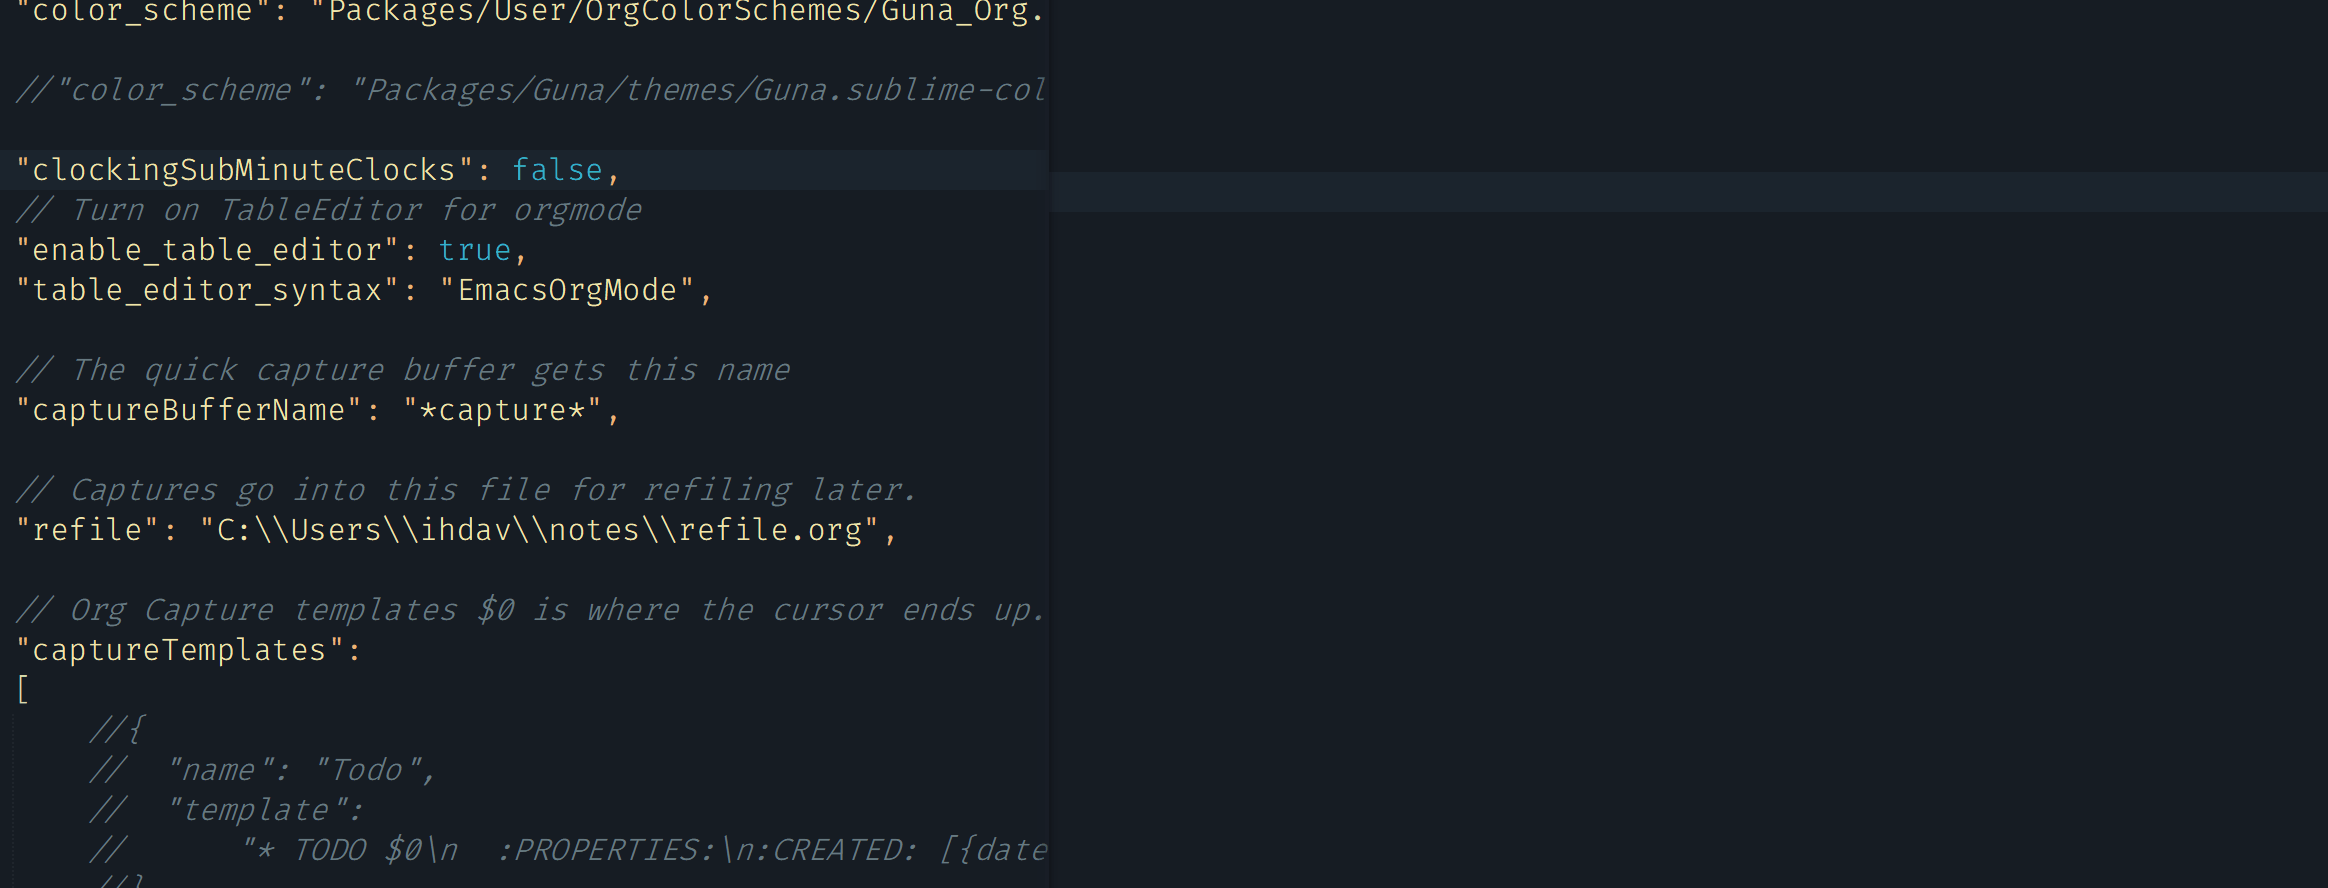 "color_scheme": "Packages/User/OrgColorSchemes/Guna_Org.
//"color_scheme": "Packages/Guna/themes/Guna.sublime-col
"clockingSubMinuteClocks": false,
// Turn on TableEditor for orgmode
"enable_table_editor": true,
"table_editor_syntax": "EmacsOrgMode",
// The quick capture buffer gets this name
"captureBufferName": "*capture*",
// Captures go into this file for refiling later.
"refile": "C:\\Users\\ihdav\\notes\\refile.org",
// Org Capture templates $0 is where the cursor ends up.
"captureTemplates":
[
//{
//  "name": "Todo",
//  "template":
//      "* TODO $0\n  :PROPERTIES:\n:CREATED: [{date
//}